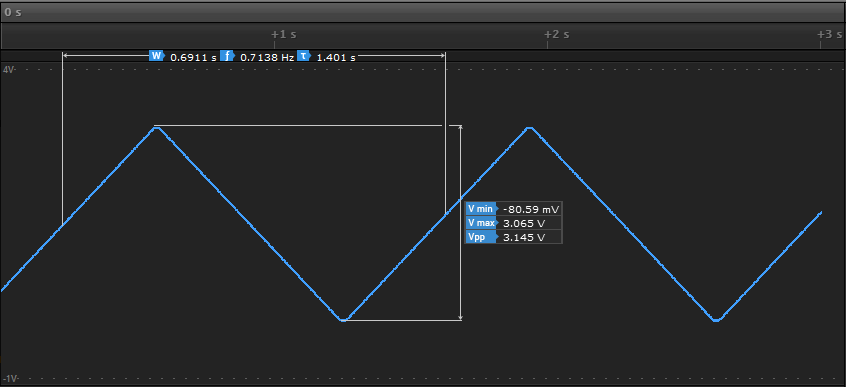 0 s
+1 s +2 s +3 s
W 0.6911 s f 0.7138 Hz τ 1.401 s
4V
V min -80.59 mV
V max 3.065 V
Vpp 3.145 V
-1V